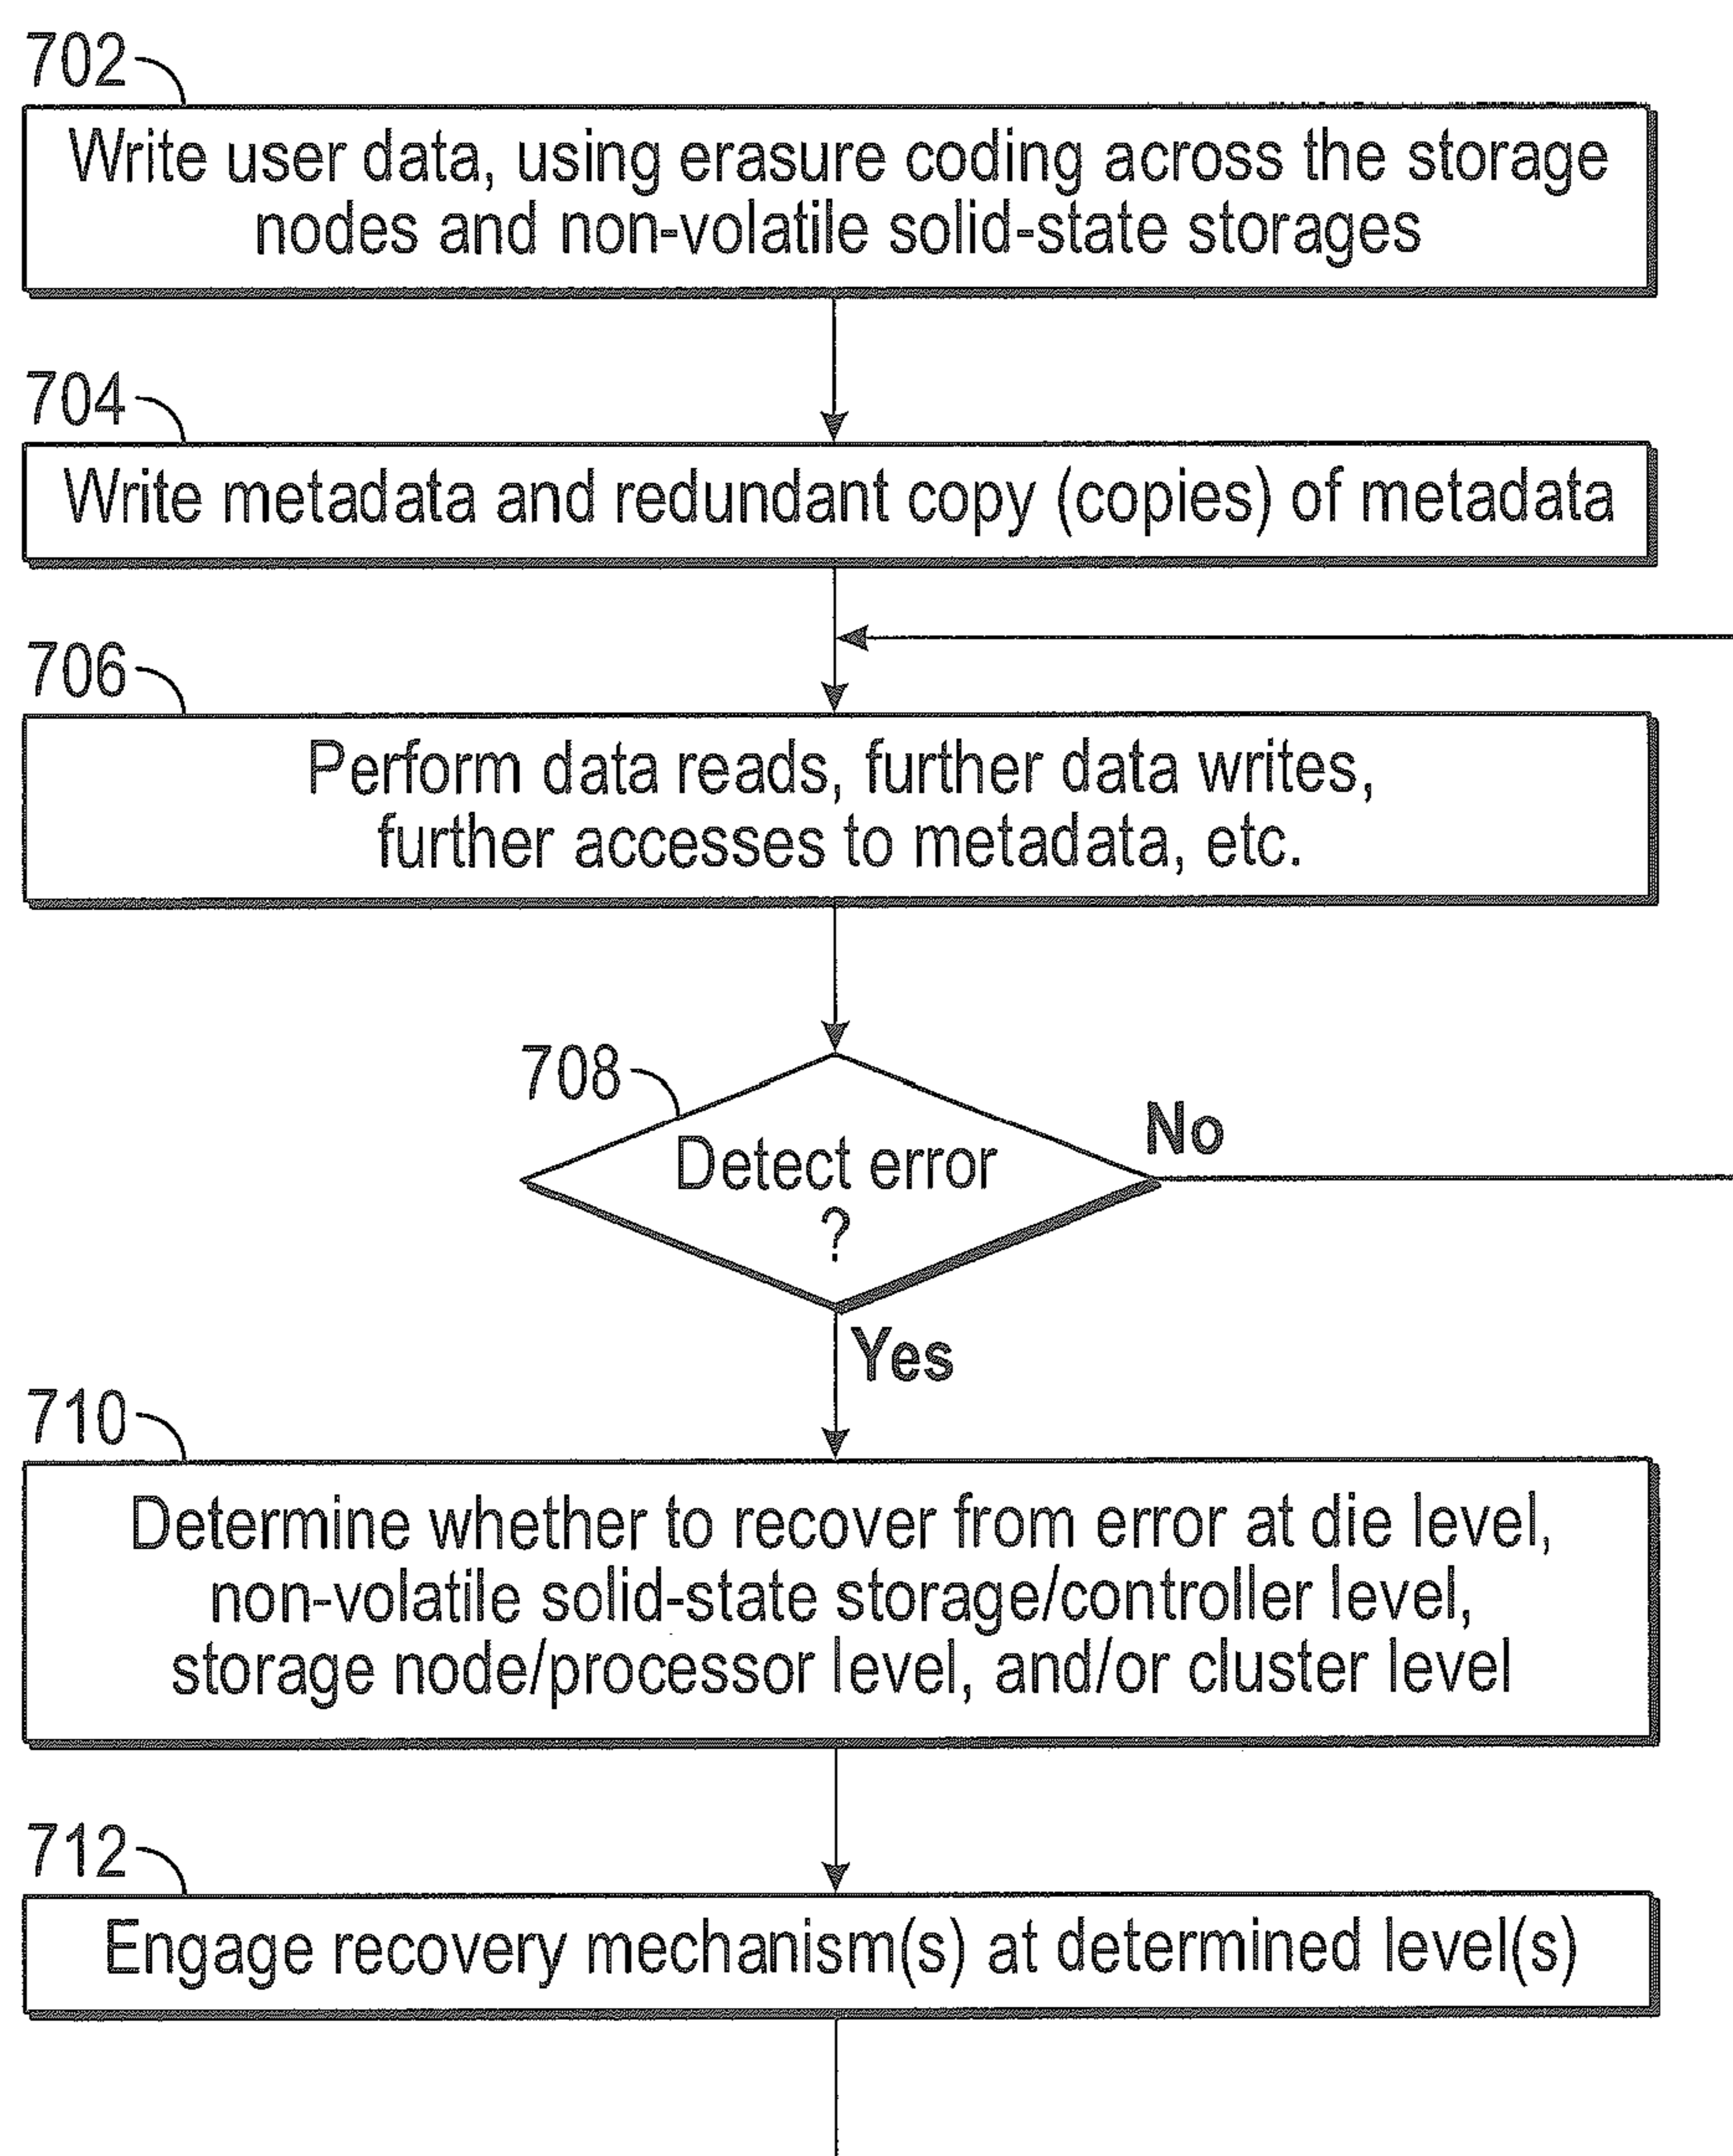 702
Write user data, using erasure coding across the storage
nodes and non-volatile solid-state storages
704
Write metadata and redundant copy (copies) of metadata
706
Perform data reads, further data writes,
further accesses to metadata, etc.
708
Detect error
?
No
Yes
710
Determine whether to recover from error at die level,
non-volatile solid-state storage/controller level,
storage node/processor level, and/or cluster level
712
Engage recovery mechanism(s) at determined level(s)